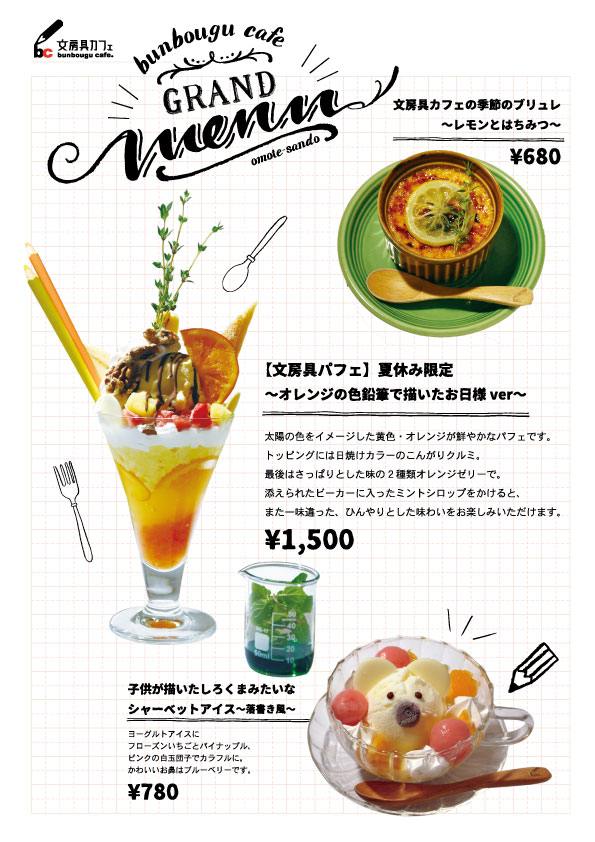 bc 文房具カフェ
bunbougu cafe.
bunbougu cafe
GRAND
menu
omote-sando
文房具カフェの季節のブリュレ
〜レモンとはちみつ〜
¥680
【文房具パフェ】夏休み限定
〜オレンジの色鉛筆で描いたお日様 ver〜
太陽の色をイメージした黄色・オレンジが鮮やかなパフェです。
トッピングには日焼けカラーのこんがりクルミ。
最後はさっぱりとした味の２種類オレンジゼリーで。
添えられたビーカーに入ったミントシロップをかけると、
また一味違った、ひんやりとした味わいをお楽しみいただけます。
¥1,500
50
40
30
20
10
50ml
子供が描いたしろくまみたいな
シャーベットアイス〜落書き風〜
ヨーグルトアイスに
フローズンいちごとパイナップル、
ピンクの白玉団子でカラフルに。
かわいいお鼻はブルーベリーです。
¥780